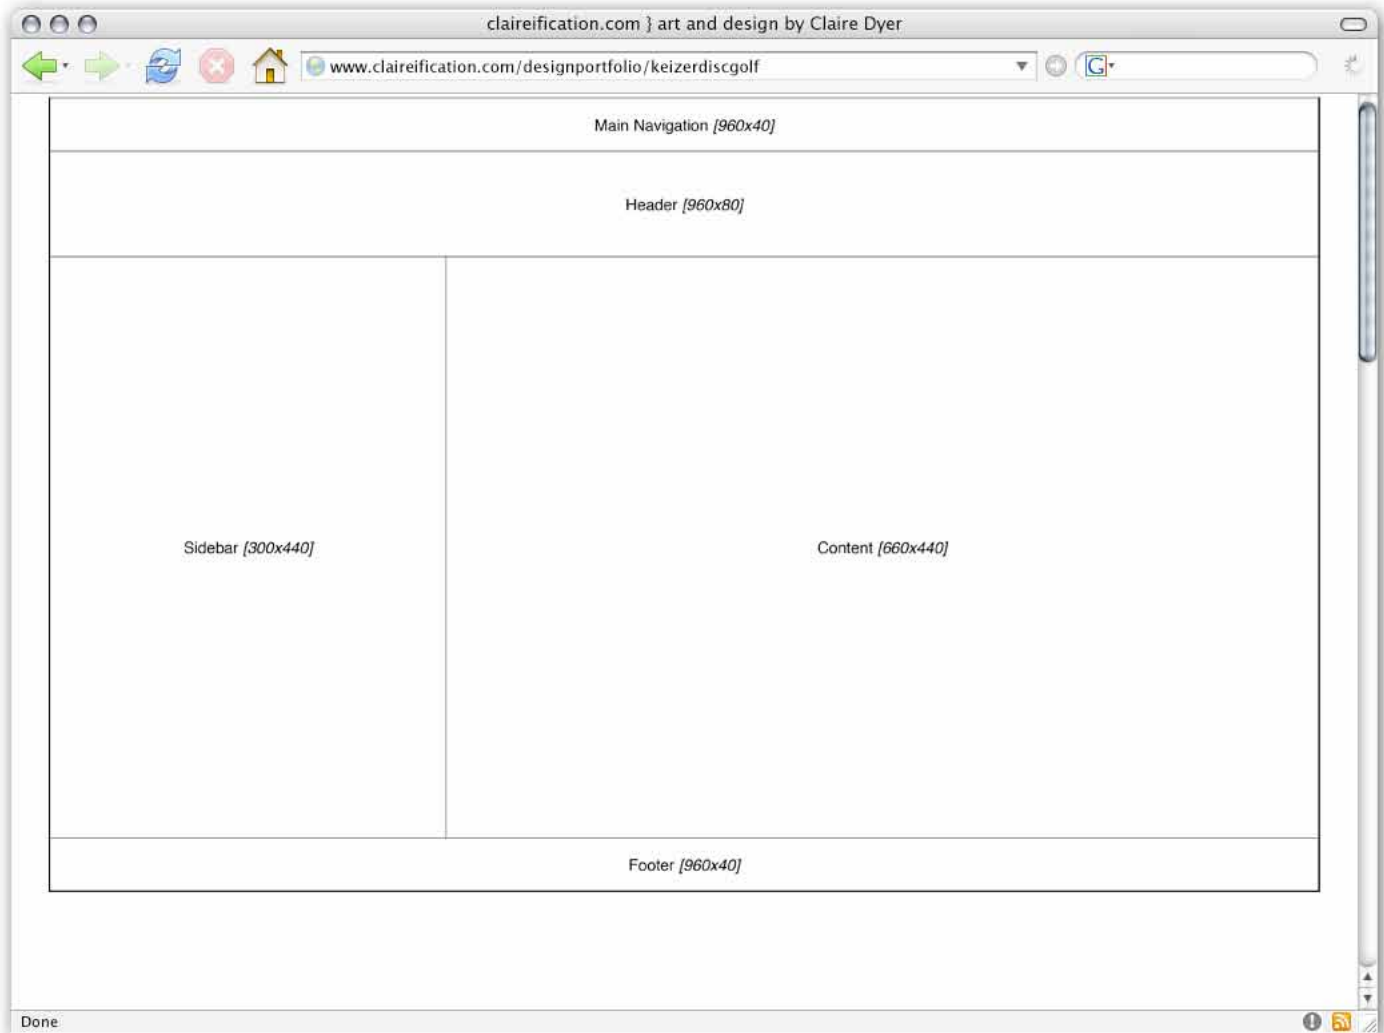 claireification.com } art and design by Claire Dyer
www.claireification.com/designportfolio/keizerdiscgolf
G
Main Navigation [960x40]
Header [960x80]
Sidebar [300x440]
Content [660x440]
Footer [960x40]
Done